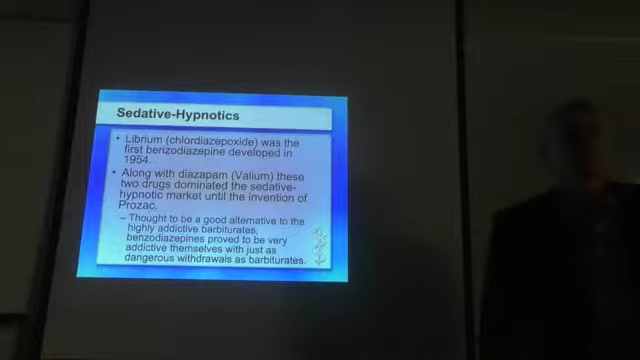 Sedative-Hypnotics
• Librium (chlordiazepoxide) was the
first benzodiazepine developed in
1954.
• Along with diazapam (Valium) these
two drugs dominated the sedative-
hypnotic market until the invention of
Prozac.
– Thought to be a good alternative to the
highly addictive barbiturates,
benzodiazepines proved to be very
addictive themselves with just as
dangerous withdrawals as barbiturates.